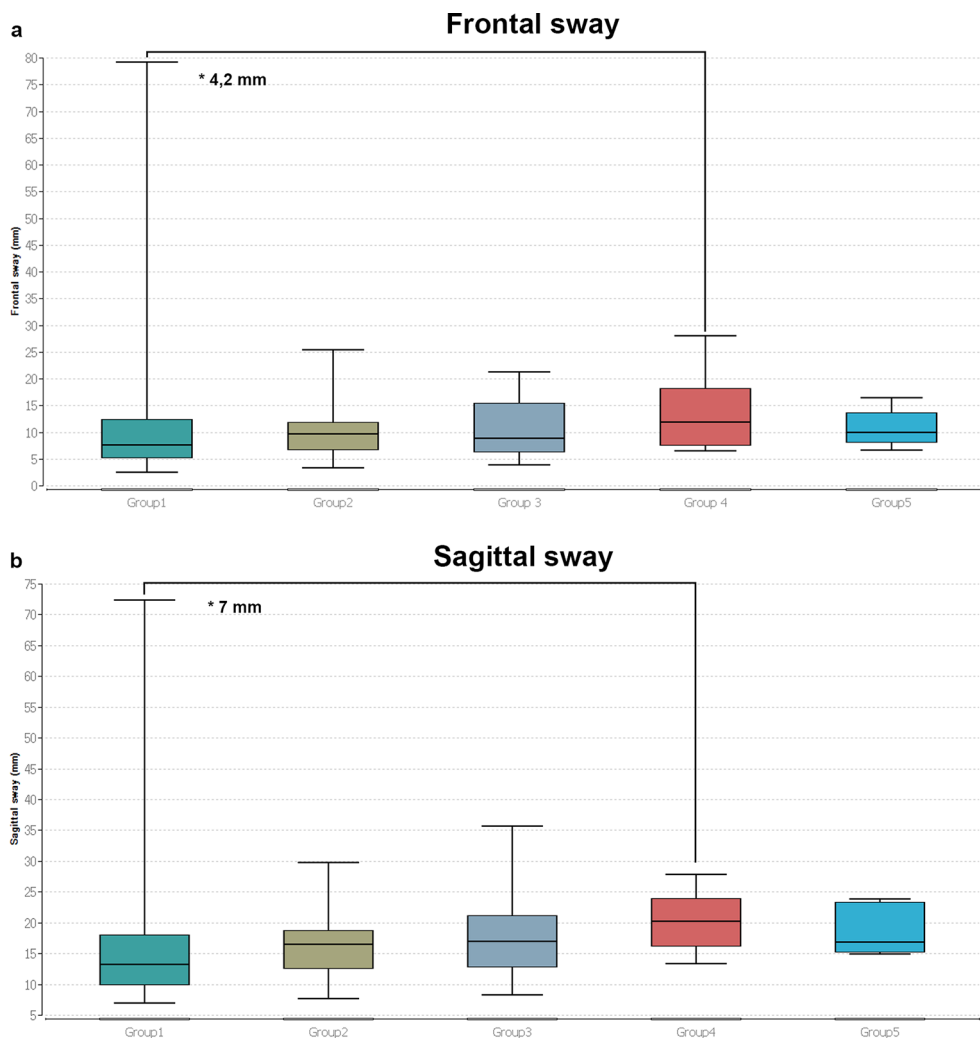 a
Frontal sway
* 4,2 mm
Frontal sway (mm)
80
75
70
65
60
55
50
45
40
35
30
25
20
15
10
5
0
Group1
Group2
Group 3
Group 4
Group5
b
Sagittal sway
* 7 mm
Sagittal sway (mm)
75
70
65
60
55
50
45
40
35
30
25
20
15
10
5
Group1
Group2
Group3
Group4
Group5